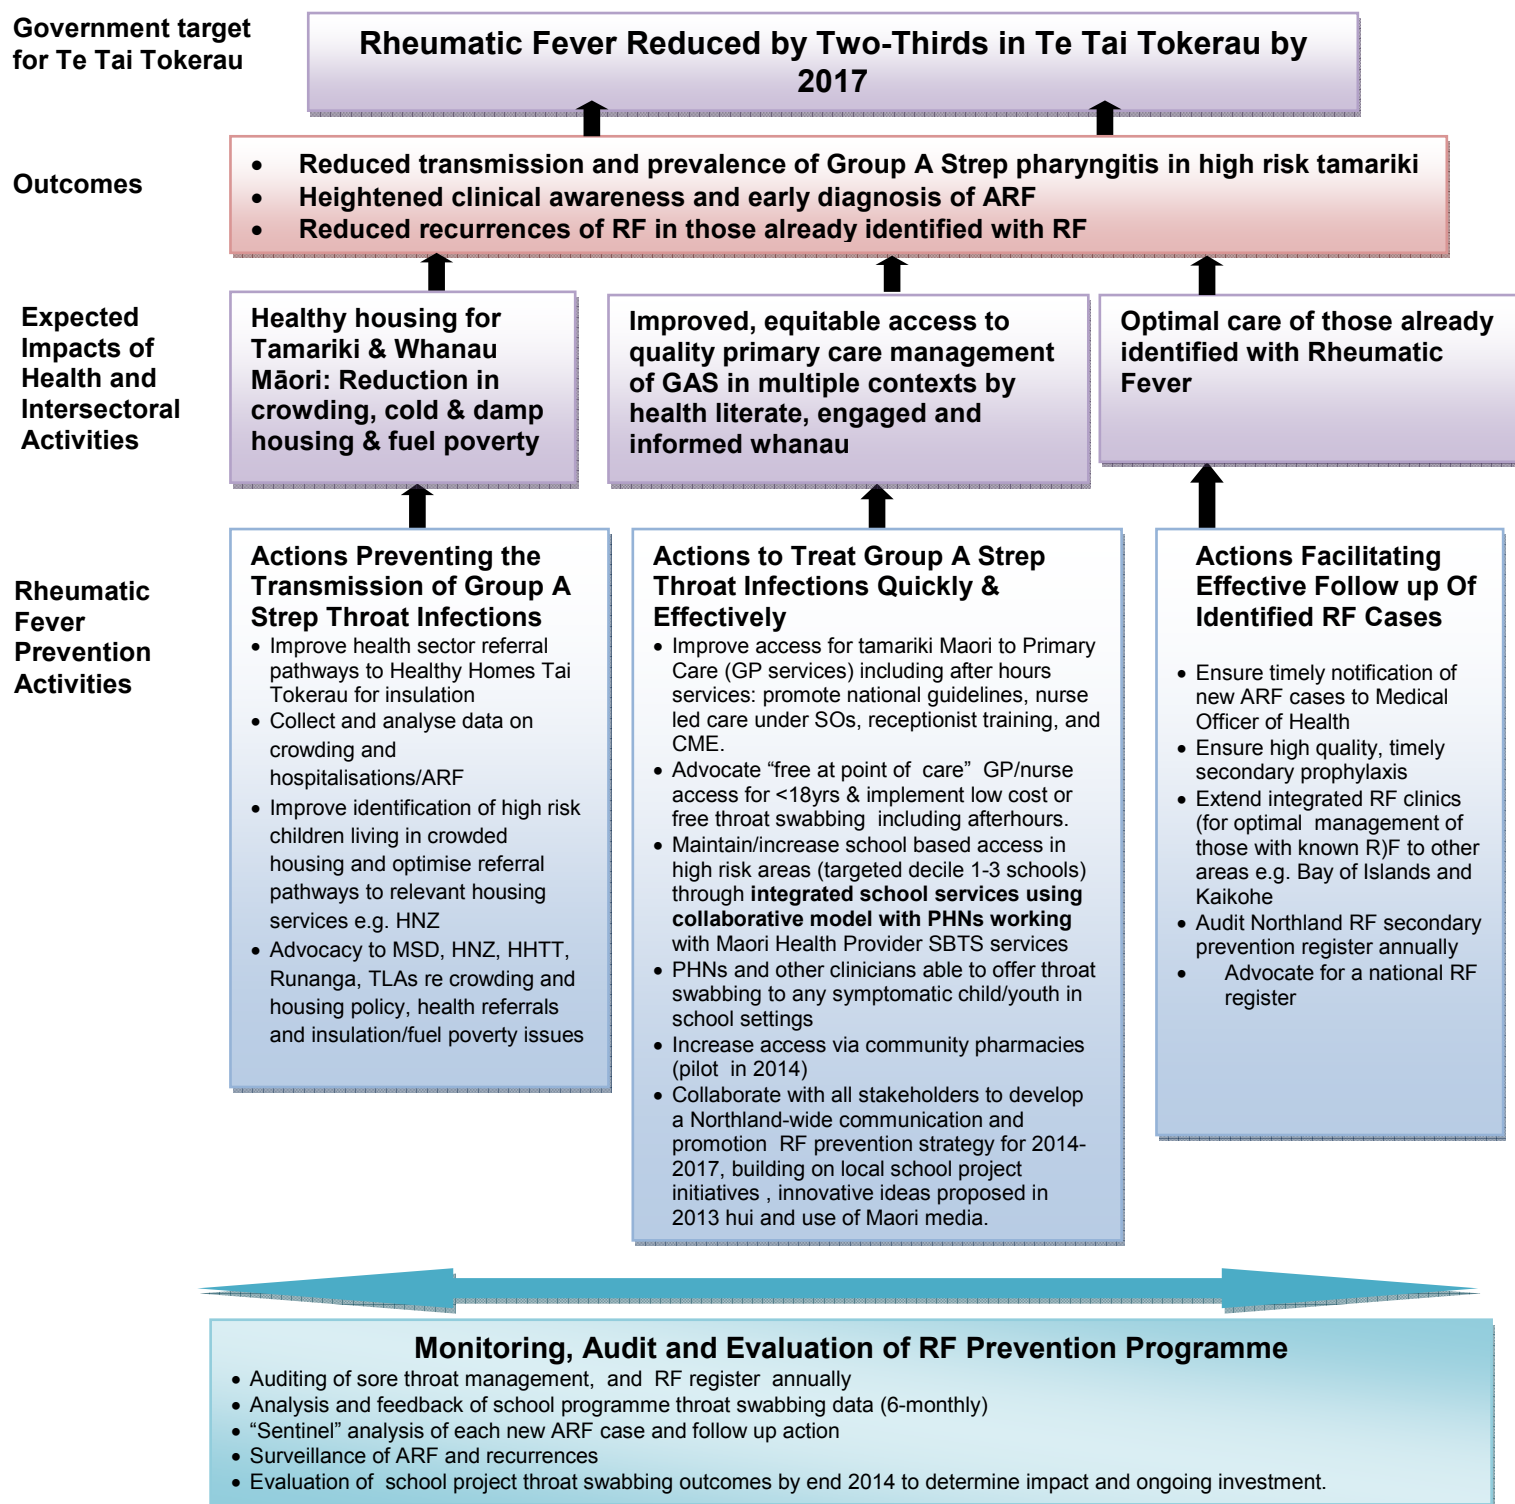 Government target
for Te Tai Tokerau
Rheumatic Fever Reduced by Two-Thirds in Te Tai Tokerau by
2017
Outcomes
• Reduced transmission and prevalence of Group A Strep pharyngitis in high risk tamariki
• Heightened clinical awareness and early diagnosis of ARF
• Reduced recurrences of RF in those already identified with RF
Expected
Impacts of
Health and
Intersectoral
Activities
Healthy housing for
Tamariki & Whanau
Māori: Reduction in
crowding, cold & damp
housing & fuel poverty
Improved, equitable access to
quality primary care management
of GAS in multiple contexts by
health literate, engaged and
informed whanau
Optimal care of those already
identified with Rheumatic
Fever
Rheumatic
Fever
Prevention
Activities
Actions Preventing the
Transmission of Group A
Strep Throat Infections
• Improve health sector referral
pathways to Healthy Homes Tai
Tokerau for insulation
• Collect and analyse data on
crowding and
hospitalisations/ARF
• Improve identification of high risk
children living in crowded
housing and optimise referral
pathways to relevant housing
services e.g. HNZ
• Advocacy to MSD, HNZ, HHTT,
Runanga, TLAs re crowding and
housing policy, health referrals
and insulation/fuel poverty issues
Actions to Treat Group A Strep
Throat Infections Quickly &
Effectively
• Improve access for tamariki Maori to Primary
Care (GP services) including after hours
services: promote national guidelines, nurse
led care under SOs, receptionist training, and
CME.
• Advocate “free at point of care” GP/nurse
access for <18yrs & implement low cost or
free throat swabbing including afterhours.
• Maintain/increase school based access in
high risk areas (targeted decile 1-3 schools)
through integrated school services using
collaborative model with PHNs working
with Maori Health Provider SBTS services
• PHNs and other clinicians able to offer throat
swabbing to any symptomatic child/youth in
school settings
• Increase access via community pharmacies
(pilot in 2014)
• Collaborate with all stakeholders to develop
a Northland-wide communication and
promotion RF prevention strategy for 2014-
2017, building on local school project
initiatives , innovative ideas proposed in
2013 hui and use of Maori media.
Actions Facilitating
Effective Follow up Of
Identified RF Cases
• Ensure timely notification of
new ARF cases to Medical
Officer of Health
• Ensure high quality, timely
secondary prophylaxis
• Extend integrated RF clinics
(for optimal management of
those with known R)F to other
areas e.g. Bay of Islands and
Kaikohe
• Audit Northland RF secondary
prevention register annually
• Advocate for a national RF
register
Monitoring, Audit and Evaluation of RF Prevention Programme
• Auditing of sore throat management, and RF register annually
• Analysis and feedback of school programme throat swabbing data (6-monthly)
• “Sentinel” analysis of each new ARF case and follow up action
• Surveillance of ARF and recurrences
• Evaluation of school project throat swabbing outcomes by end 2014 to determine impact and ongoing investment.